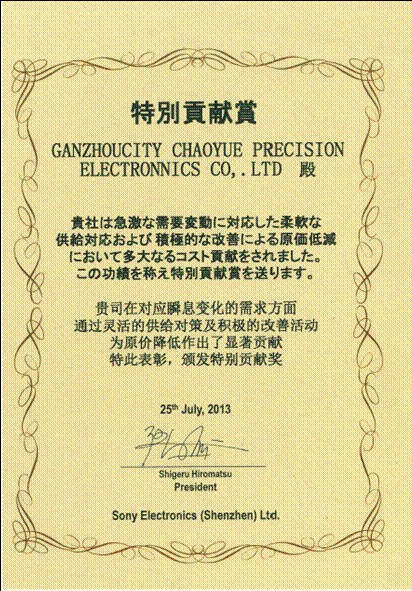 特別貢献賞
GANZHOUCITY CHAOYUE PRECISION
ELECTRONNICS CO,.LTD 殿
貴社は急激な需要変動に対応した柔軟な
供給対応および 積極的な改善による原価低減
において多大なるコスト貢献をされました。
この功績を称え特別貢献賞を送ります。
贵司在对应瞬息变化的需求方面
通过灵活的供给对策及积极的改善活动
为原价降低作出了显著贡献
特此表彰，颁发特别贡献奖
25th July, 2013
Shigeru Hiromatsu
President
Sony Electronics (Shenzhen) Ltd.